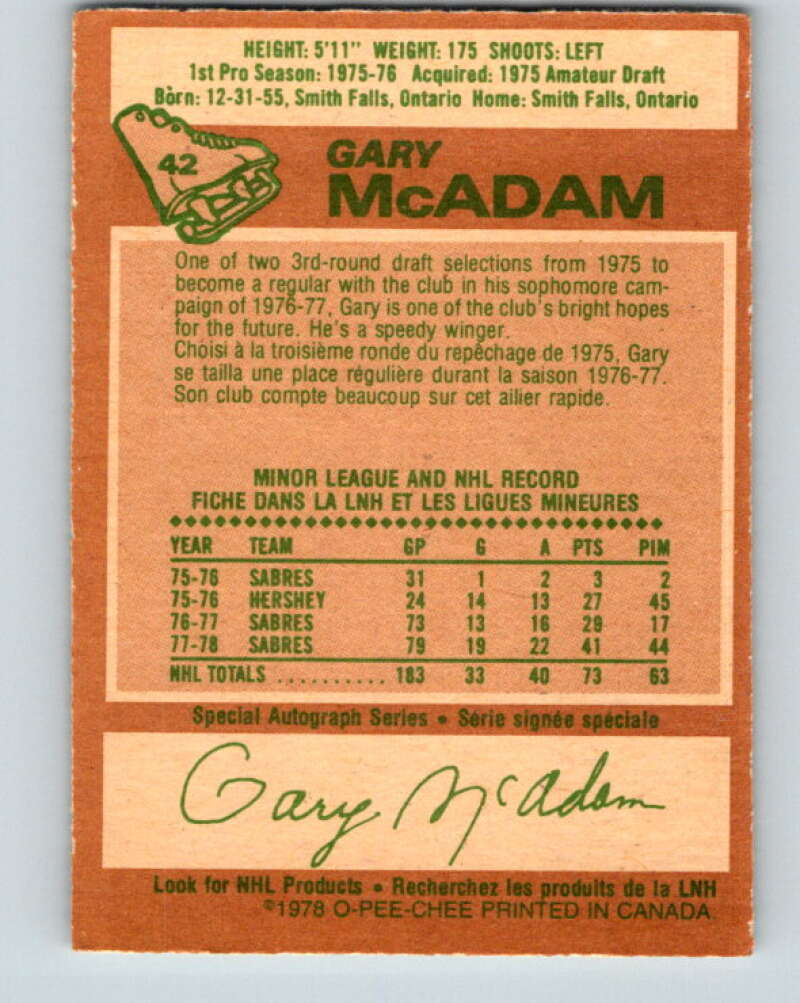 HEIGHT: 5'11" WEIGHT: 175 SHOOTS: LEFT
1st Pro Season: 1975-76 Acquired: 1975 Amateur Draft
Born: 12-31-55, Smith Falls, Ontario Home: Smith Falls, Ontario
42
GARY
McADAM
One of two 3rd-round draft selections from 1975 to
become a regular with the club in his sophomore cam-
paign of 1976-77, Gary is one of the club's bright hopes
for the future. He's a speedy winger.
Choisi à la troisième ronde du repêchage de 1975, Gary
se tailla une place régulière durant la saison 1976-77.
Son club compte beaucoup sur cet ailier rapide.
MINOR LEAGUE AND NHL RECORD
FICHE DANS LA LNH ET LES LIGUES MINEURES
YEAR TEAM GP G A PTS PIM
75-76 SABRES 31 1 2 3 2
75-76 HERSHEY 24 14 13 27 45
76-77 SABRES 73 13 16 29 17
77-78 SABRES 79 19 22 41 44
NHL TOTALS .......... 183 33 40 73 63
Special Autograph Series • Série signée spéciale
Gary McAdam
Look for NHL Products • Recherchez les produits de la LNH
©1978 O-PEE-CHEE PRINTED IN CANADA